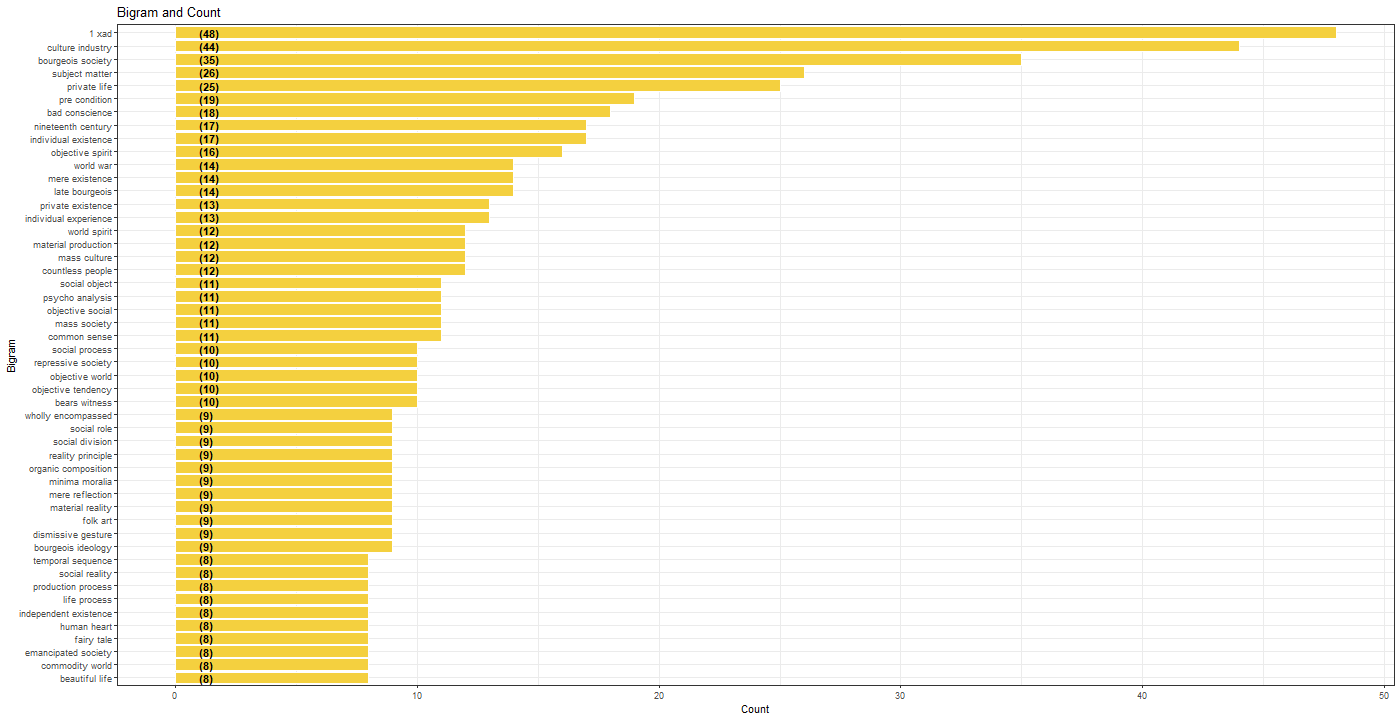 Bigram and Count
1 xad (48)
culture industry (44)
bourgeois society (35)
subject matter (26)
private life (25)
pre condition (19)
bad conscience (18)
nineteenth century (17)
individual existence (17)
objective spirit (16)
world war (14)
mere existence (14)
late bourgeois (14)
private existence (13)
individual experience (13)
world spirit (12)
material production (12)
mass culture (12)
countless people (12)
social object (11)
psycho analysis (11)
objective social (11)
mass society (11)
common sense (11)
social process (10)
repressive society (10)
objective world (10)
objective tendency (10)
bears witness (10)
wholly encompassed (9)
social role (9)
social division (9)
reality principle (9)
organic composition (9)
minima moralia (9)
mere reflection (9)
material reality (9)
folk art (9)
dismissive gesture (9)
bourgeois ideology (9)
temporal sequence (8)
social reality (8)
production process (8)
life process (8)
independent existence (8)
human heart (8)
fairy tale (8)
emancipated society (8)
commodity world (8)
beautiful life (8)
Bigram
0 10 20 30 40 50
Count